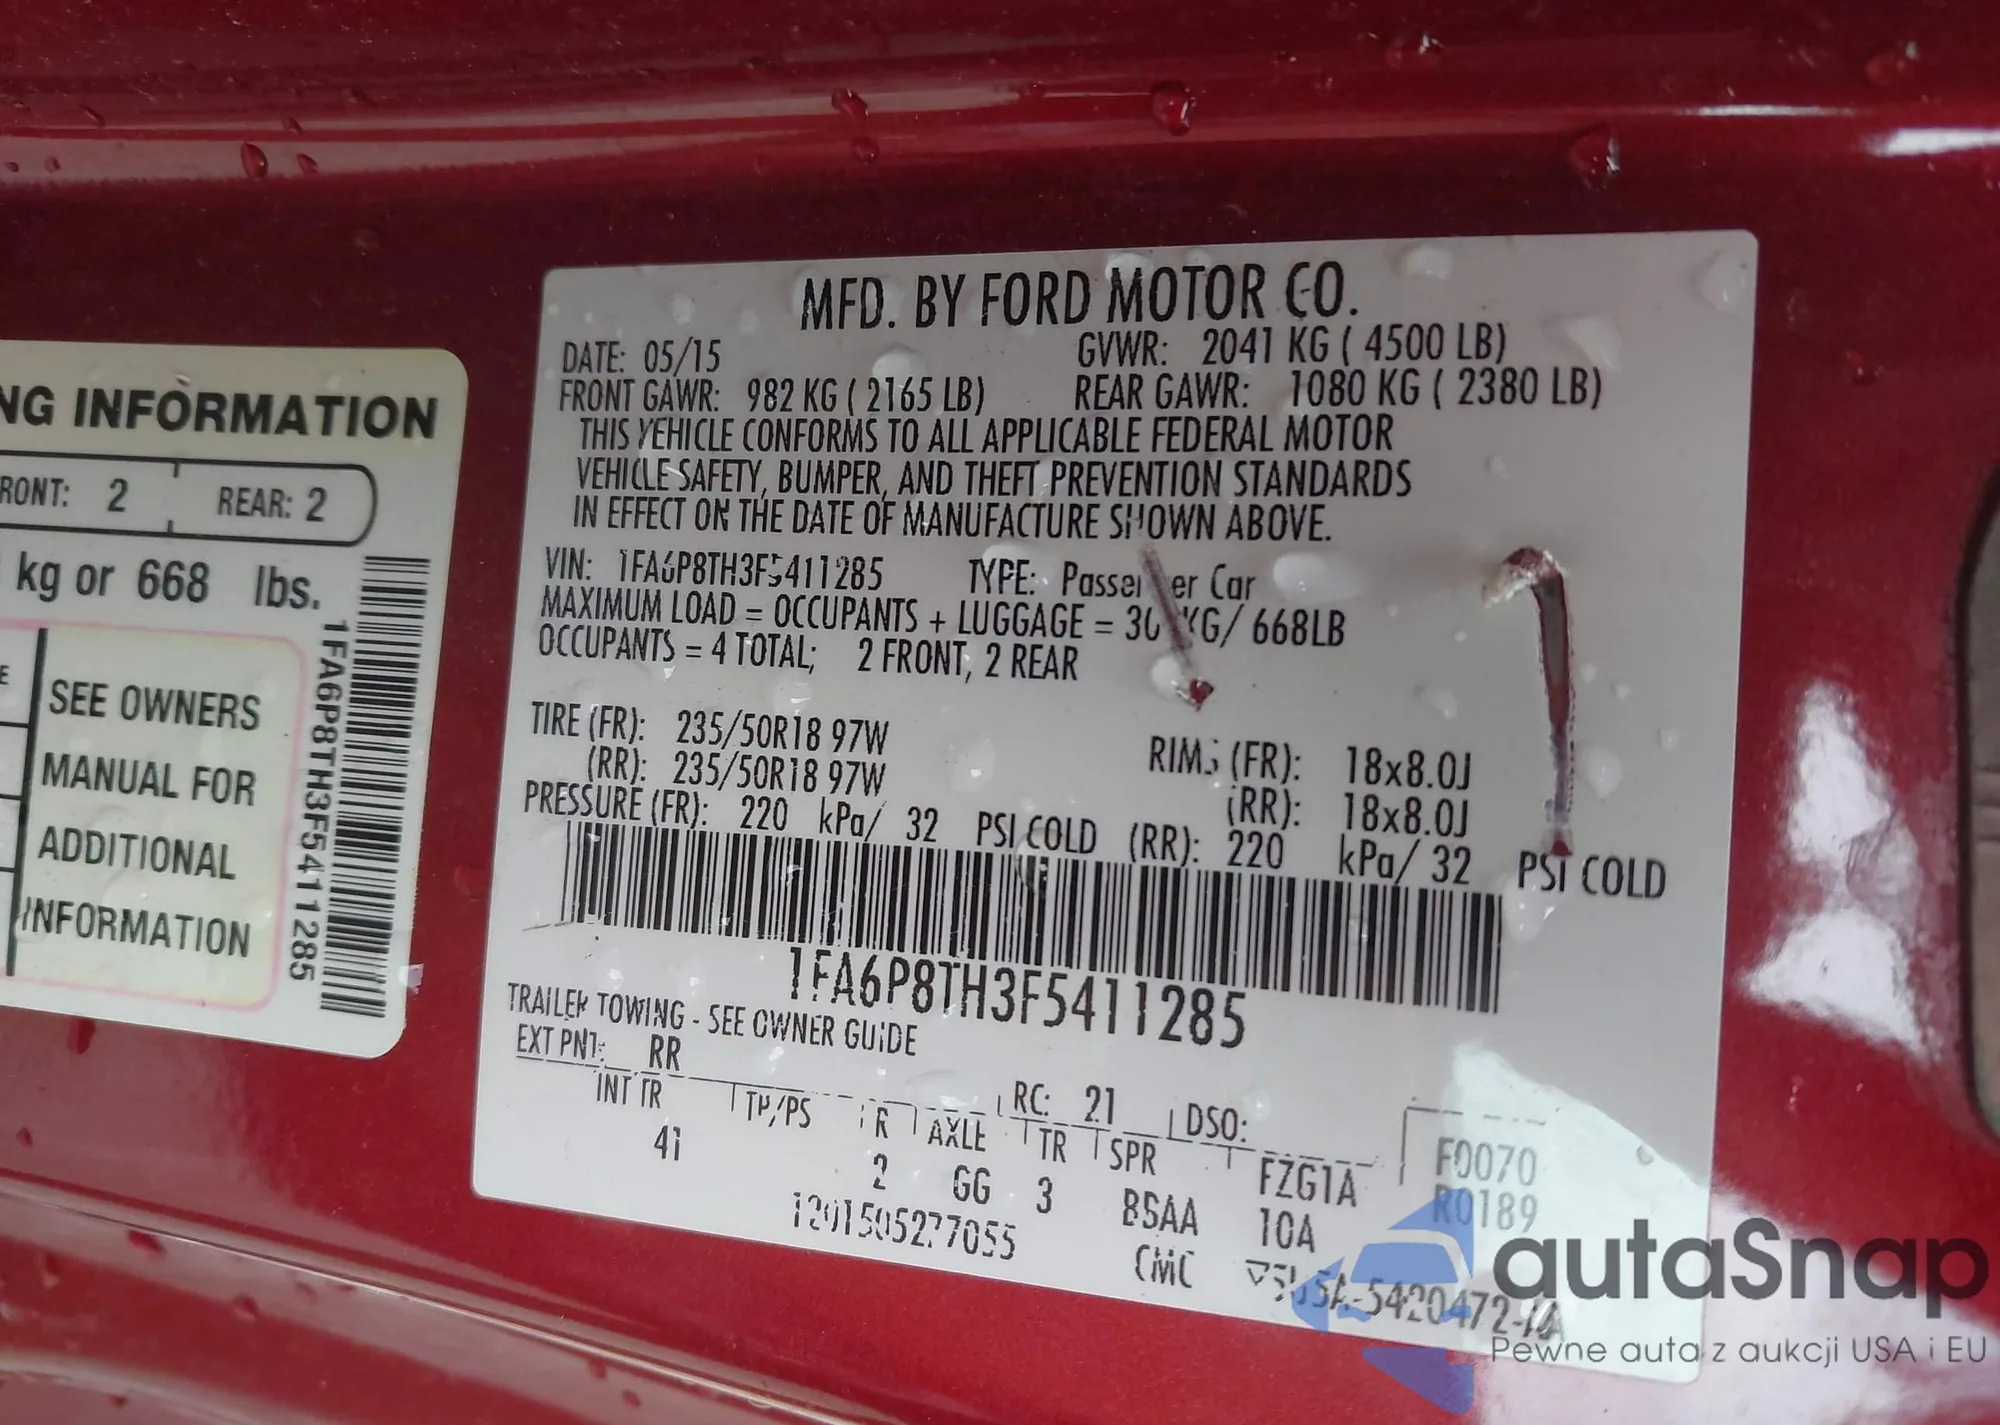 NG INFORMATION
RONT: 2 REAR: 2
kg or 668 lbs.
E
SEE OWNERS
MANUAL FOR
ADDITIONAL
INFORMATION
1FA6P8TH3F5411285
MFD. BY FORD MOTOR CO.
DATE: 05/15 GVWR: 2041 KG ( 4500 LB)
FRONT GAWR: 982 KG ( 2165 LB) REAR GAWR: 1080 KG ( 2380 LB)
THIS VEHICLE CONFORMS TO ALL APPLICABLE FEDERAL MOTOR
VEHICLE SAFETY, BUMPER, AND THEFT PREVENTION STANDARDS
IN EFFECT ON THE DATE OF MANUFACTURE SHOWN ABOVE.
VIN: 1FA6P8TH3F5411285 TYPE: Passenger Car
MAXIMUM LOAD = OCCUPANTS + LUGGAGE = KG/ 668LB
OCCUPANTS = 4 TOTAL; 2 FRONT, 2 REAR
TIRE (FR): 235/50R18 97W RIMS (FR): 18x8.0J
(RR): 235/50R18 97W (RR): 18x8.0J
PRESSURE (FR): 220 kPa/ 32 PSI COLD (RR): 220 kPa/ 32 PSI COLD
1FA6P8TH3F5411285
TRAILER TOWING - SEE OWNER GUIDE
EXT PNT: RR RC: 21 DSO: F0070
INT TR TP/PS R AXLE TR SPR FZG1A R0189
41 2 GG 3 BSAA 10A
CMC
autaSnap
Pewne auta z aukcji USA i EU